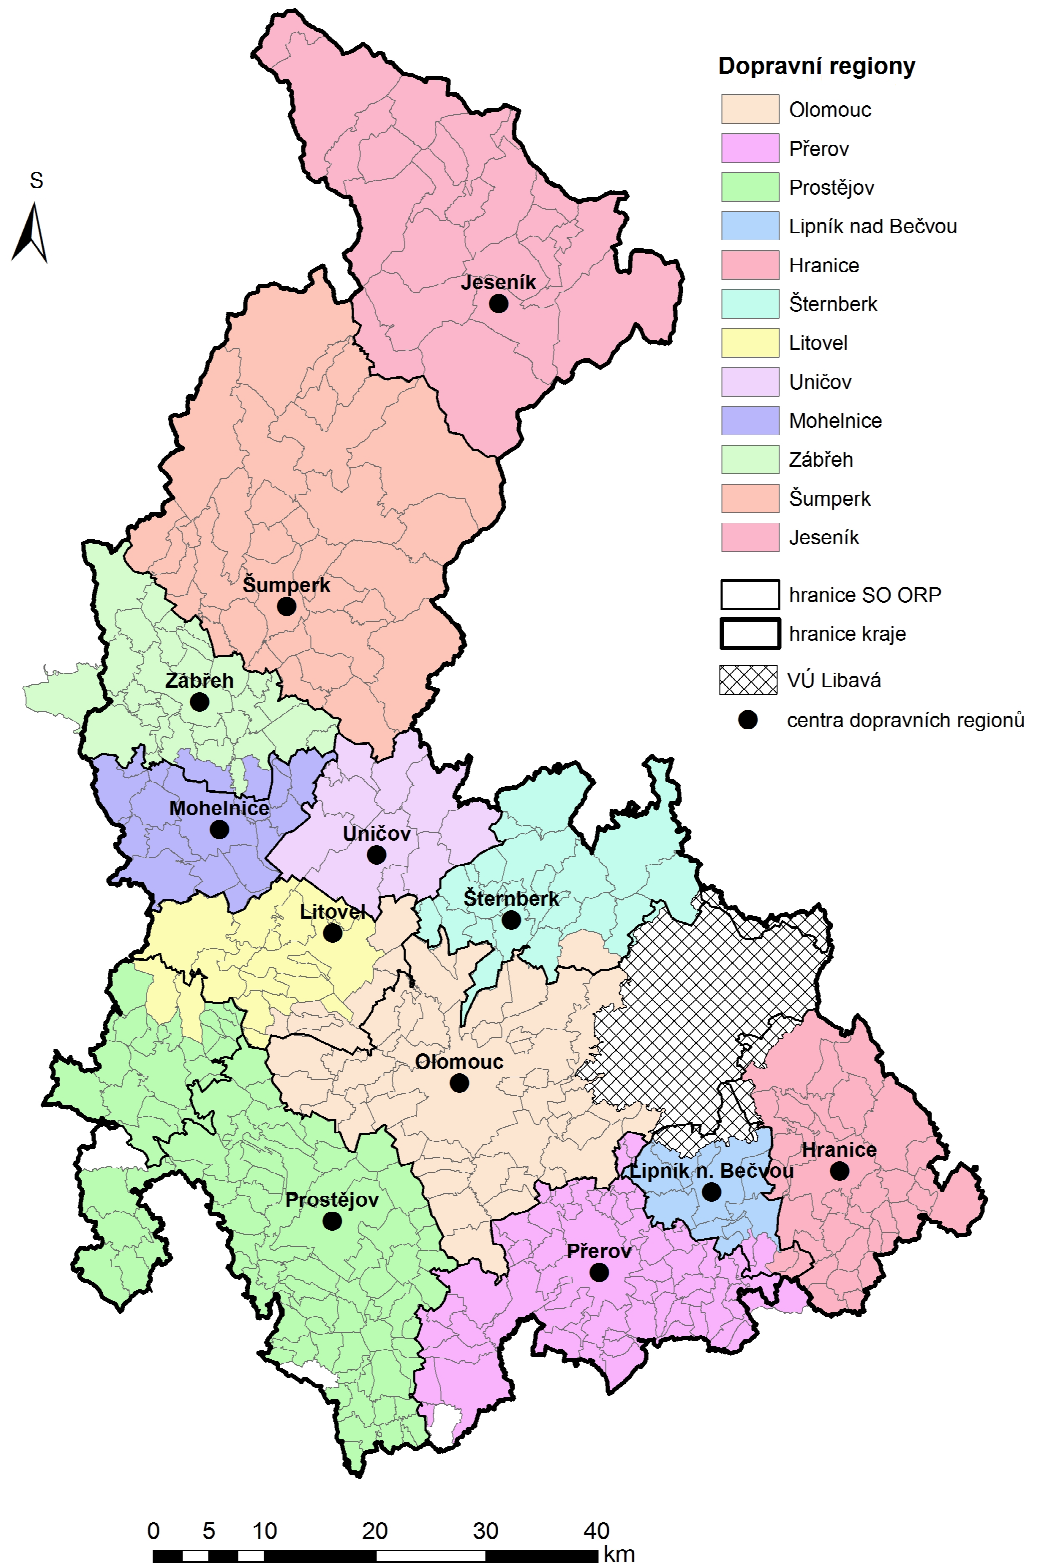 Dopravní regiony
Olomouc
Přerov
Prostějov
Lipník nad Bečvou
Hranice
Šternberk
Litovel
Uničov
Mohelnice
Zábřeh
Šumperk
Jeseník
hranice SO ORP
hranice kraje
VÚ Libavá
centra dopravních regionů
S
Jeseník
Šumperk
Zábřeh
Mohelnice
Uničov
Šternberk
Litovel
Olomouc
Hranice
Lipník n. Bečvou
Prostějov
Přerov
0 5 10 20 30 40
km